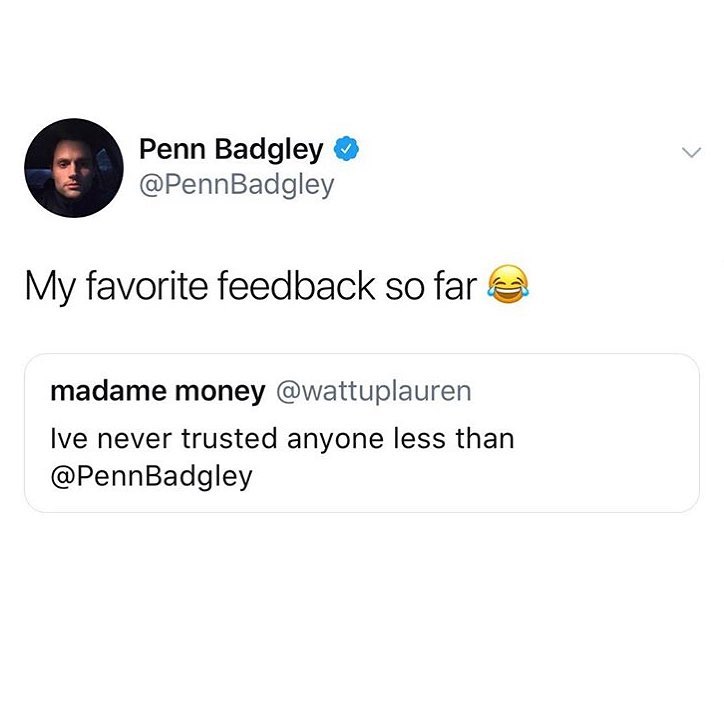 Penn Badgley
@PennBadgley
My favorite feedback so far 😂
madame money @wattuplauren
Ive never trusted anyone less than
@PennBadgley